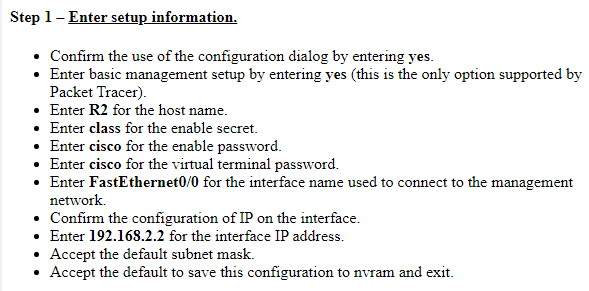 Step 1 – Enter setup information.
• Confirm the use of the configuration dialog by entering yes.
• Enter basic management setup by entering yes (this is the only option supported by
Packet Tracer).
• Enter R2 for the host name.
• Enter class for the enable secret.
• Enter cisco for the enable password.
• Enter cisco for the virtual terminal password.
• Enter FastEthernet0/0 for the interface name used to connect to the management
network.
• Confirm the configuration of IP on the interface.
• Enter 192.168.2.2 for the interface IP address.
• Accept the default subnet mask.
• Accept the default to save this configuration to nvram and exit.